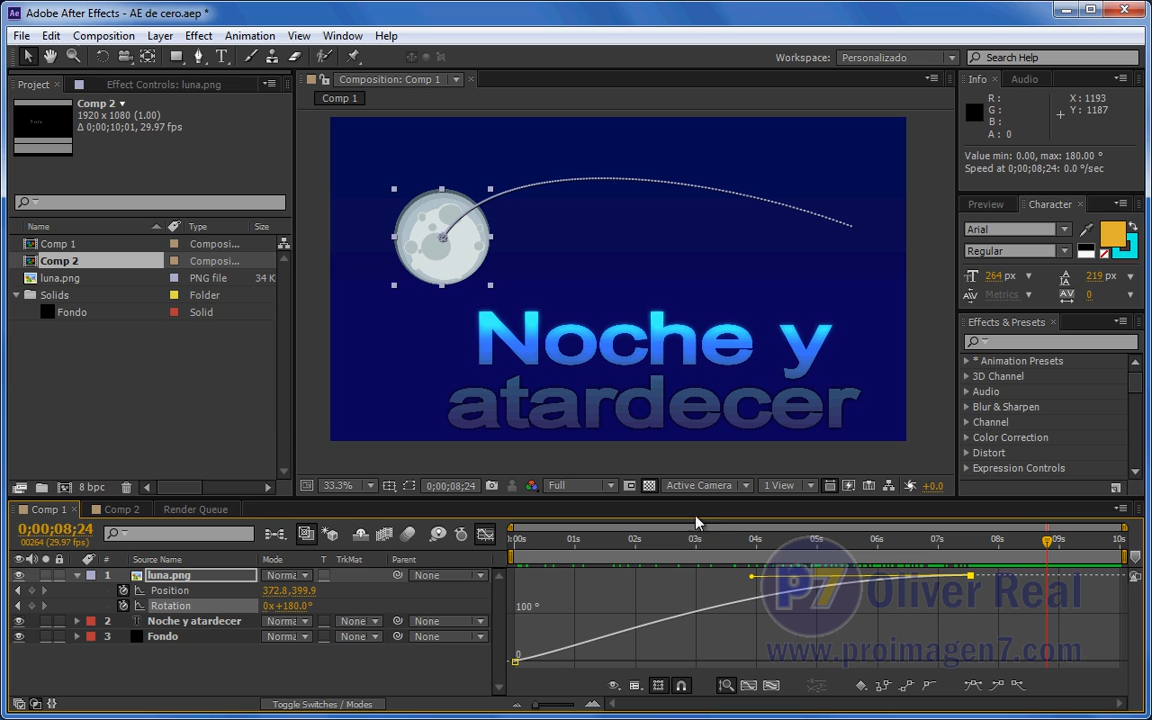 Adobe After Effects - AE de cero.aep *
File Edit Composition Layer Effect Animation View Window Help
Workspace: Personalizado Search Help
Project Effect Controls: luna.png
Comp 2
1920 x 1080 (1.00)
Δ 0;00;10;01, 29.97 fps
Name Type Size
Comp 1 Composi...
Comp 2 Composi...
luna.png PNG file 34 K
Solids Folder
Fondo Solid
8 bpc
Composition: Comp 1
Comp 1
Noche y
atardecer
33.3% 0;00;08;24 Full Active Camera 1 View +0.0
Info Audio
R: X: 1193
G: Y: 1187
B:
A: 0
Value min: 0.00, max: 180.00 °
Speed at 0;00;08;24: 0.0 °/sec
Preview Character
Arial
Regular
264 px 219 px
Metrics 0
Effects & Presets
* Animation Presets
3D Channel
Audio
Blur & Sharpen
Channel
Color Correction
Distort
Expression Controls
Comp 1 Comp 2 Render Queue
0;00;08;24
00264 (29.97 fps)
# Source Name Mode T TrkMat Parent
1 luna.png Norma None
Position 372.8,399.9
Rotation 0x+180.0°
2 T Noche y atardecer Norma None None
3 Fondo Norma None None
Toggle Switches / Modes
:00s 01s 02s 03s 04s 05s 06s 07s 08s 09s 10s
100 °
0
P7 Oliver Real
www.proimagen7.com